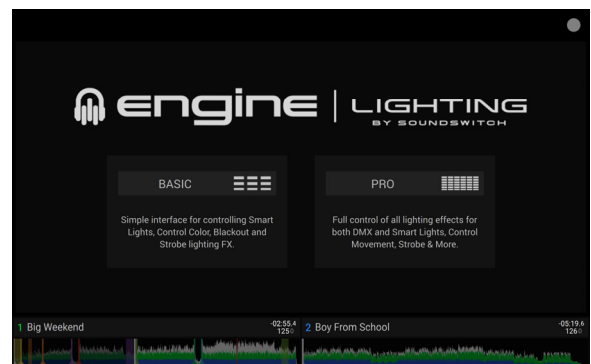 engine | LIGHTING
BY SOUNDSWITCH
BASIC
Simple interface for controlling Smart
Lights, Control Color, Blackout and
Strobe lighting FX.
PRO
Full control of all lighting effects for
both DMX and Smart Lights, Control
Movement, Strobe & More.
1 Big Weekend
-02:55.4
125.0
2 Boy From School
-05:19.6
126.0